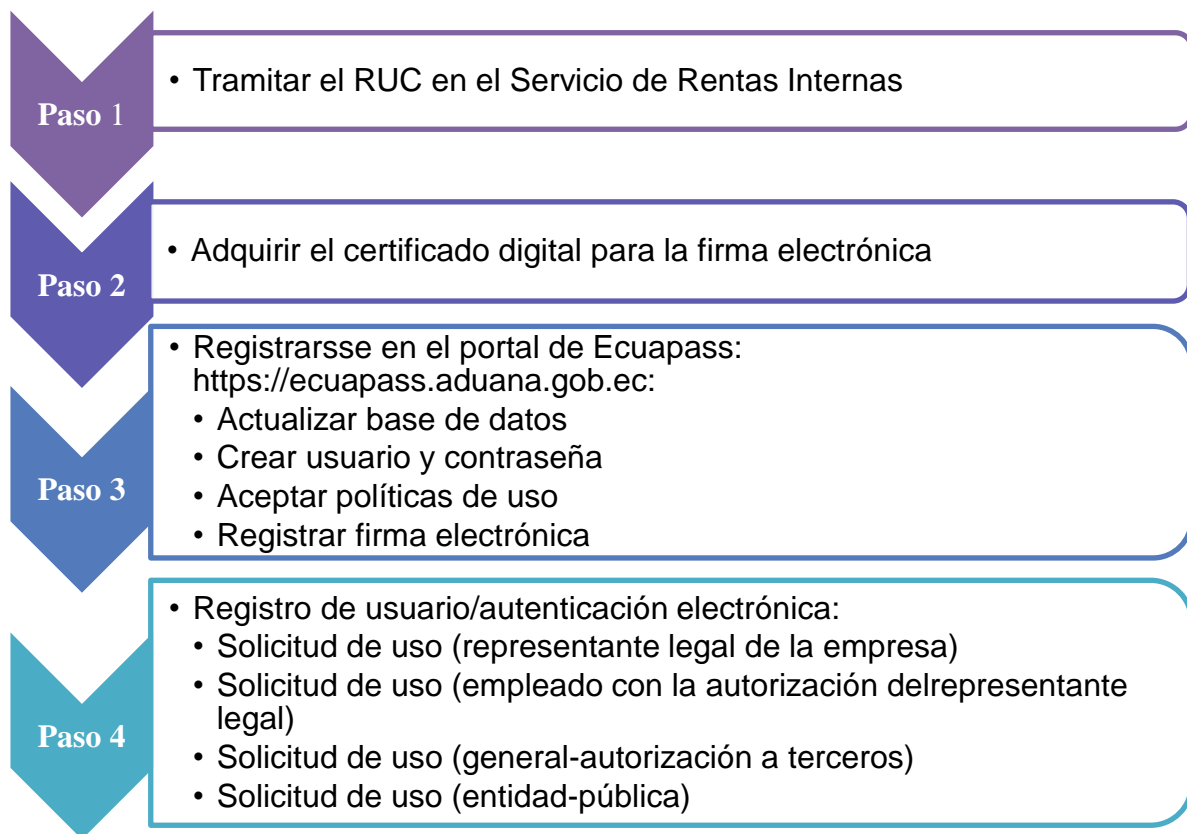 Paso 1
• Tramitar el RUC en el Servicio de Rentas Internas
Paso 2
• Adquirir el certificado digital para la firma electrónica
Paso 3
• Registrarsse en el portal de Ecuapass:
https://ecuapass.aduana.gob.ec:
• Actualizar base de datos
• Crear usuario y contraseña
• Aceptar políticas de uso
• Registrar firma electrónica
Paso 4
• Registro de usuario/autenticación electrónica:
• Solicitud de uso (representante legal de la empresa)
• Solicitud de uso (empleado con la autorización delrepresentante
legal)
• Solicitud de uso (general-autorización a terceros)
• Solicitud de uso (entidad-pública)